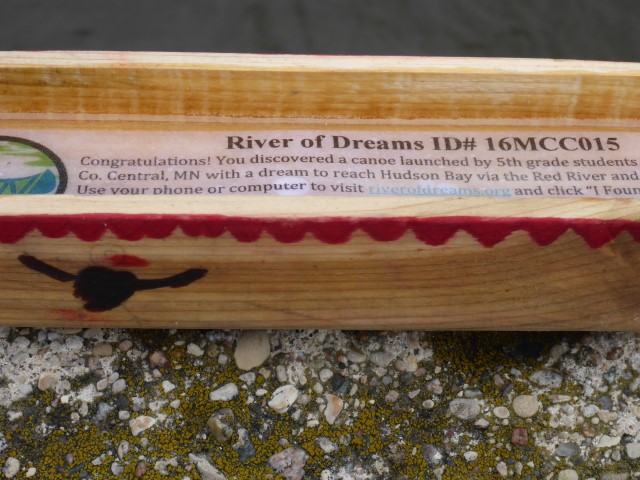 River of Dreams ID# 16MCC015
Congratulations! You discovered a canoe launched by 5th grade students
Co. Central, MN with a dream to reach Hudson Bay via the Red River and
Use your phone or computer to visit riverofdreams.org and click "I Foun